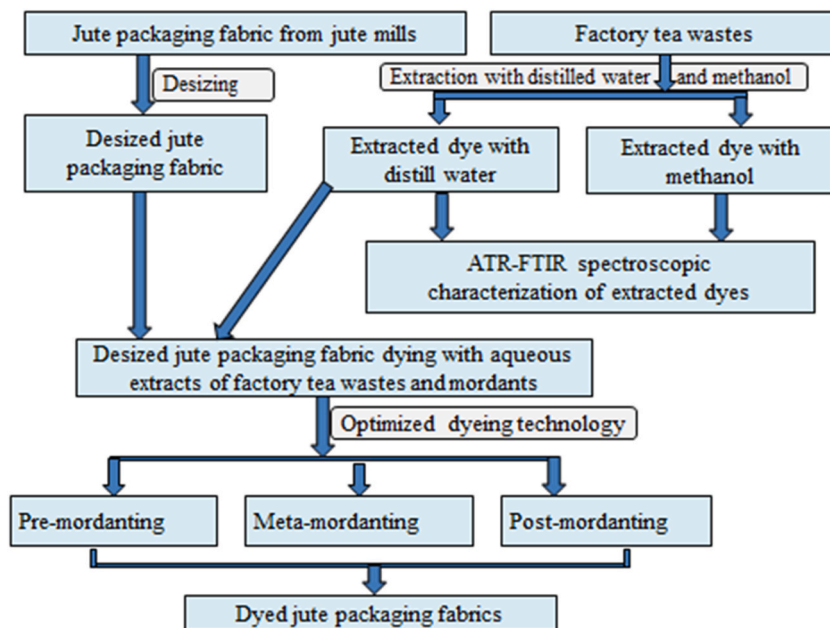 Jute packaging fabric from jute mills
Factory tea wastes
Desizing
Extraction with distilled water and methanol
Desized jute
packaging fabric
Extracted dye with
distill water
Extracted dye with
methanol
ATR-FTIR spectroscopic
characterization of extracted dyes
Desized jute packaging fabric dying with aqueous
extracts of factory tea wastes and mordants
Optimized dyeing technology
Pre-mordanting
Meta-mordanting
Post-mordanting
Dyed jute packaging fabrics